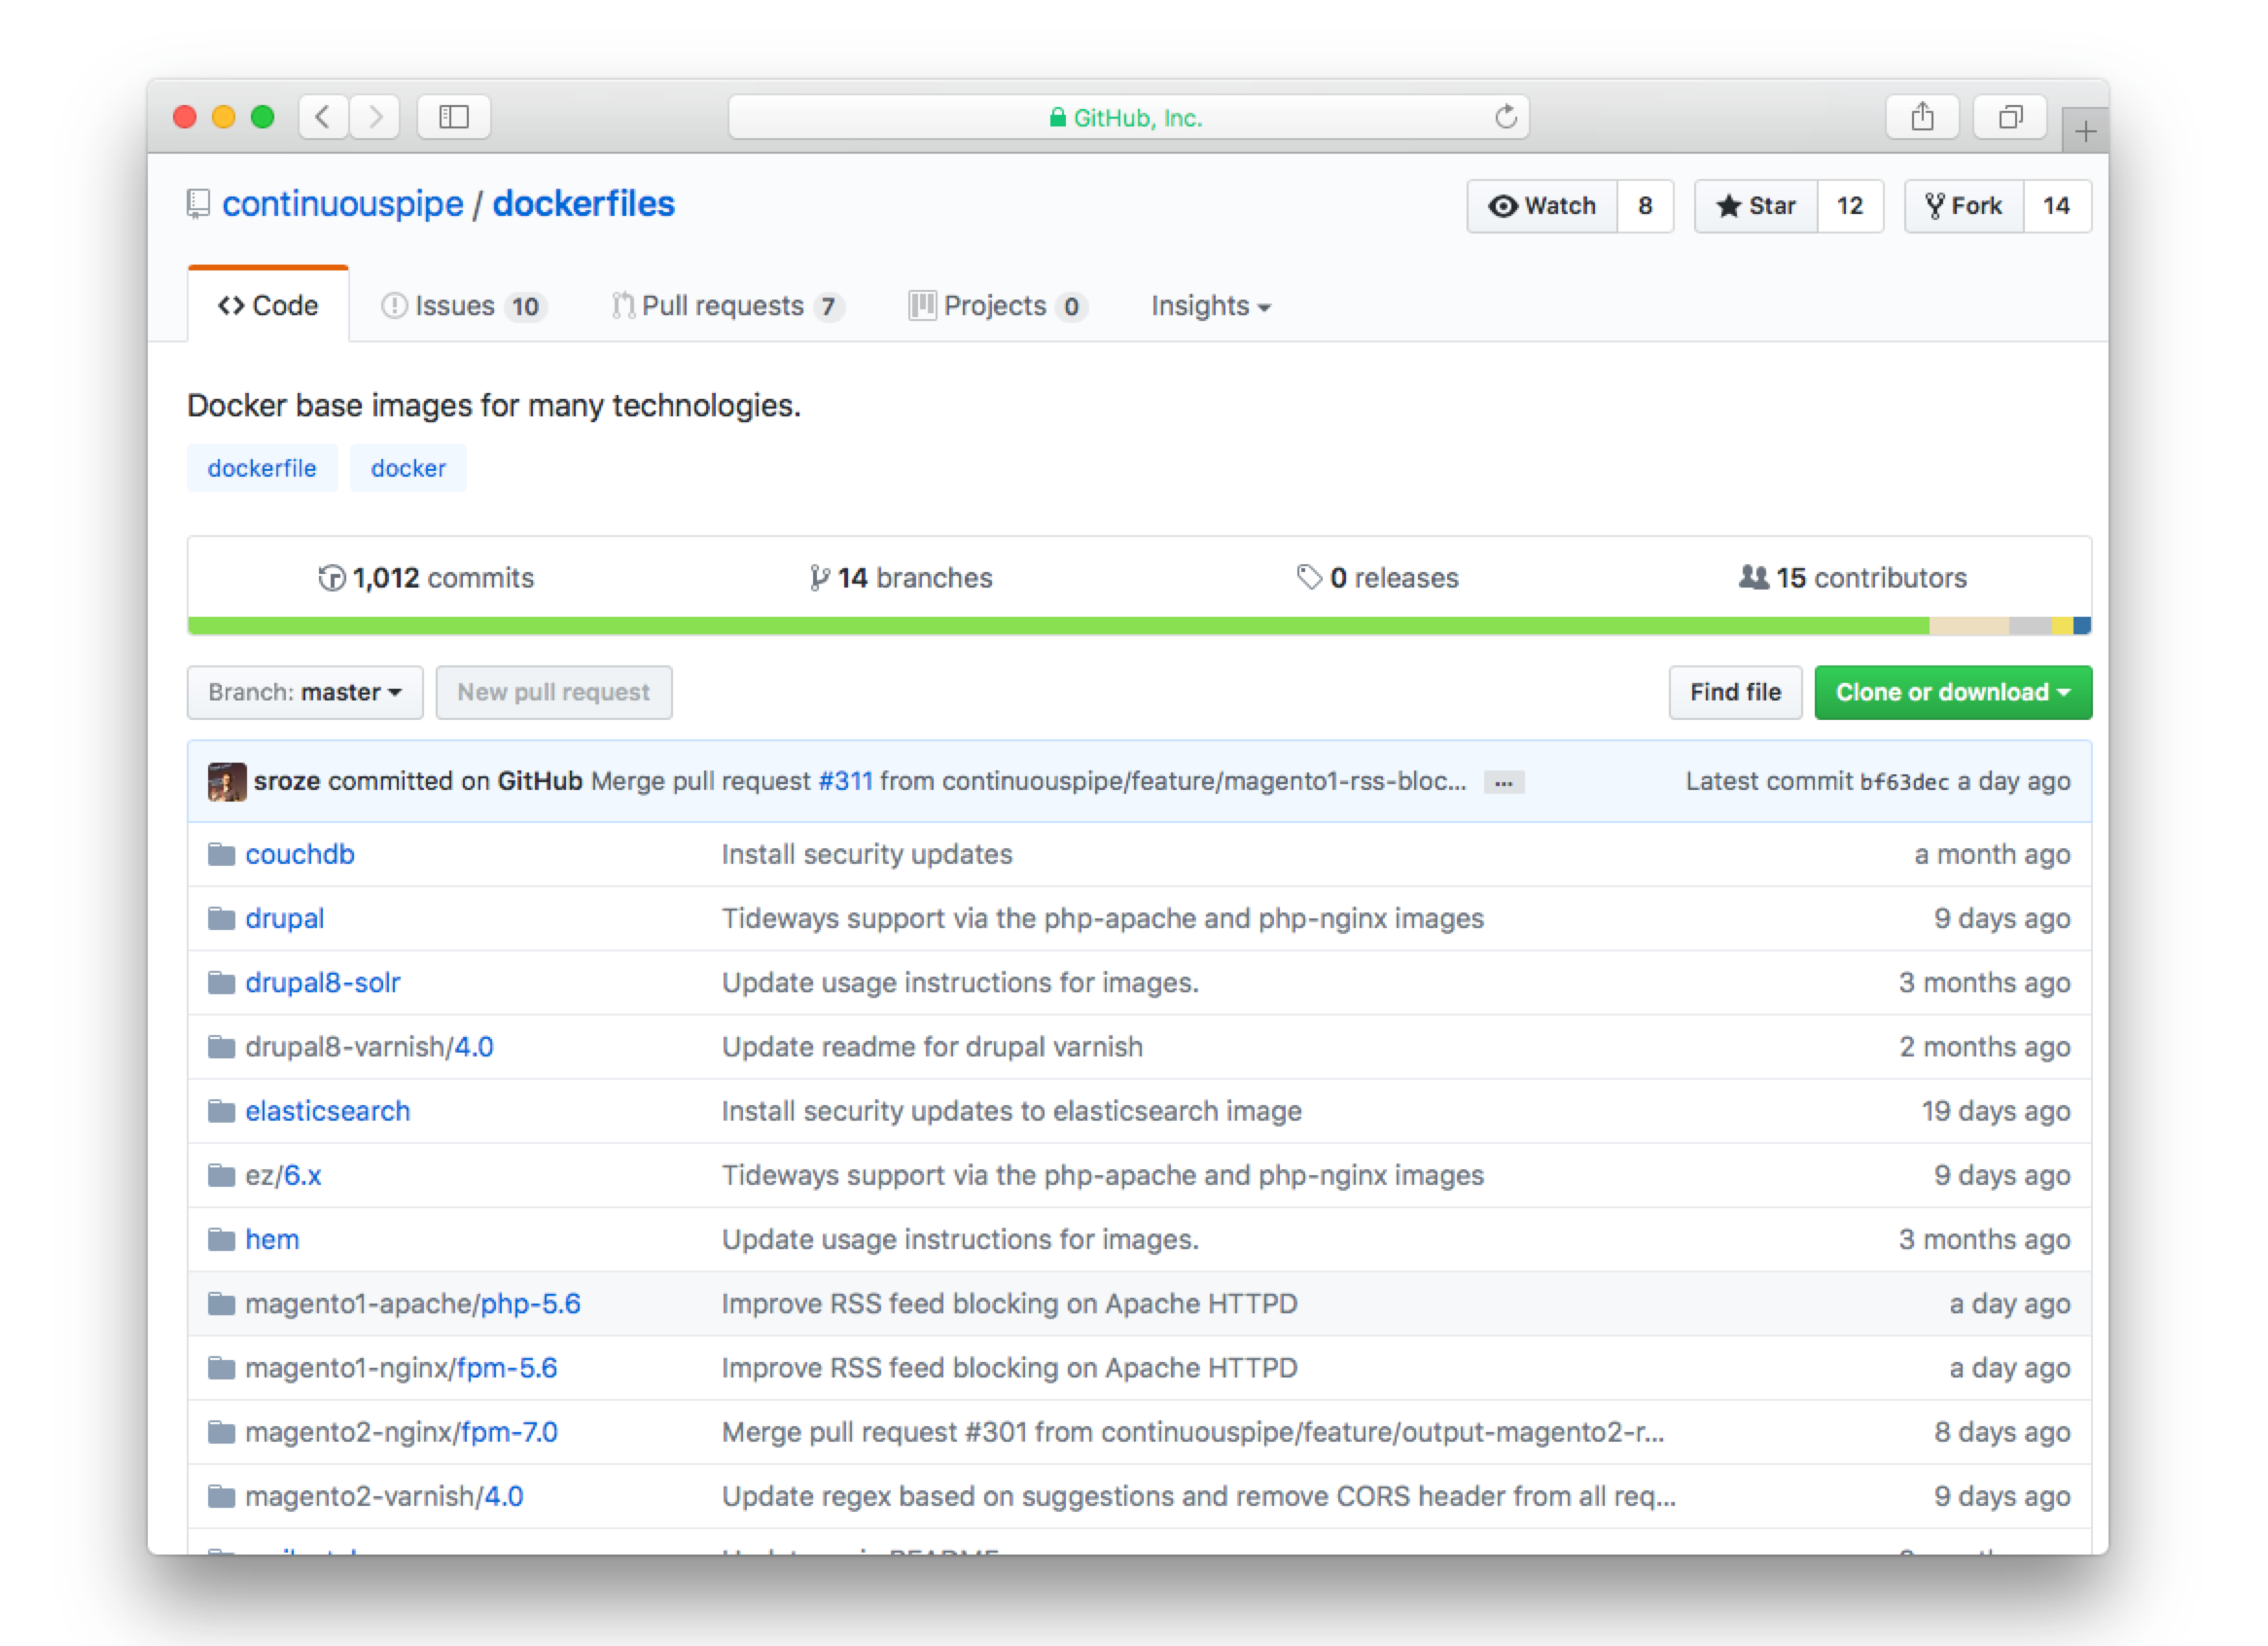 GitHub, Inc.
continuouspipe / dockerfiles
Watch 8 Star 12 Fork 14
Code Issues 10 Pull requests 7 Projects 0 Insights
Docker base images for many technologies.
dockerfile docker
1,012 commits 14 branches 0 releases 15 contributors
Branch: master New pull request Find file Clone or download
sroze committed on GitHub Merge pull request #311 from continuouspipe/feature/magento1-rss-bloc... ... Latest commit bf63dec a day ago
couchdb Install security updates a month ago
drupal Tideways support via the php-apache and php-nginx images 9 days ago
drupal8-solr Update usage instructions for images. 3 months ago
drupal8-varnish/4.0 Update readme for drupal varnish 2 months ago
elasticsearch Install security updates to elasticsearch image 19 days ago
ez/6.x Tideways support via the php-apache and php-nginx images 9 days ago
hem Update usage instructions for images. 3 months ago
magento1-apache/php-5.6 Improve RSS feed blocking on Apache HTTPD a day ago
magento1-nginx/fpm-5.6 Improve RSS feed blocking on Apache HTTPD a day ago
magento2-nginx/fpm-7.0 Merge pull request #301 from continuouspipe/feature/output-magento2-r... 8 days ago
magento2-varnish/4.0 Update regex based on suggestions and remove CORS header from all req... 9 days ago